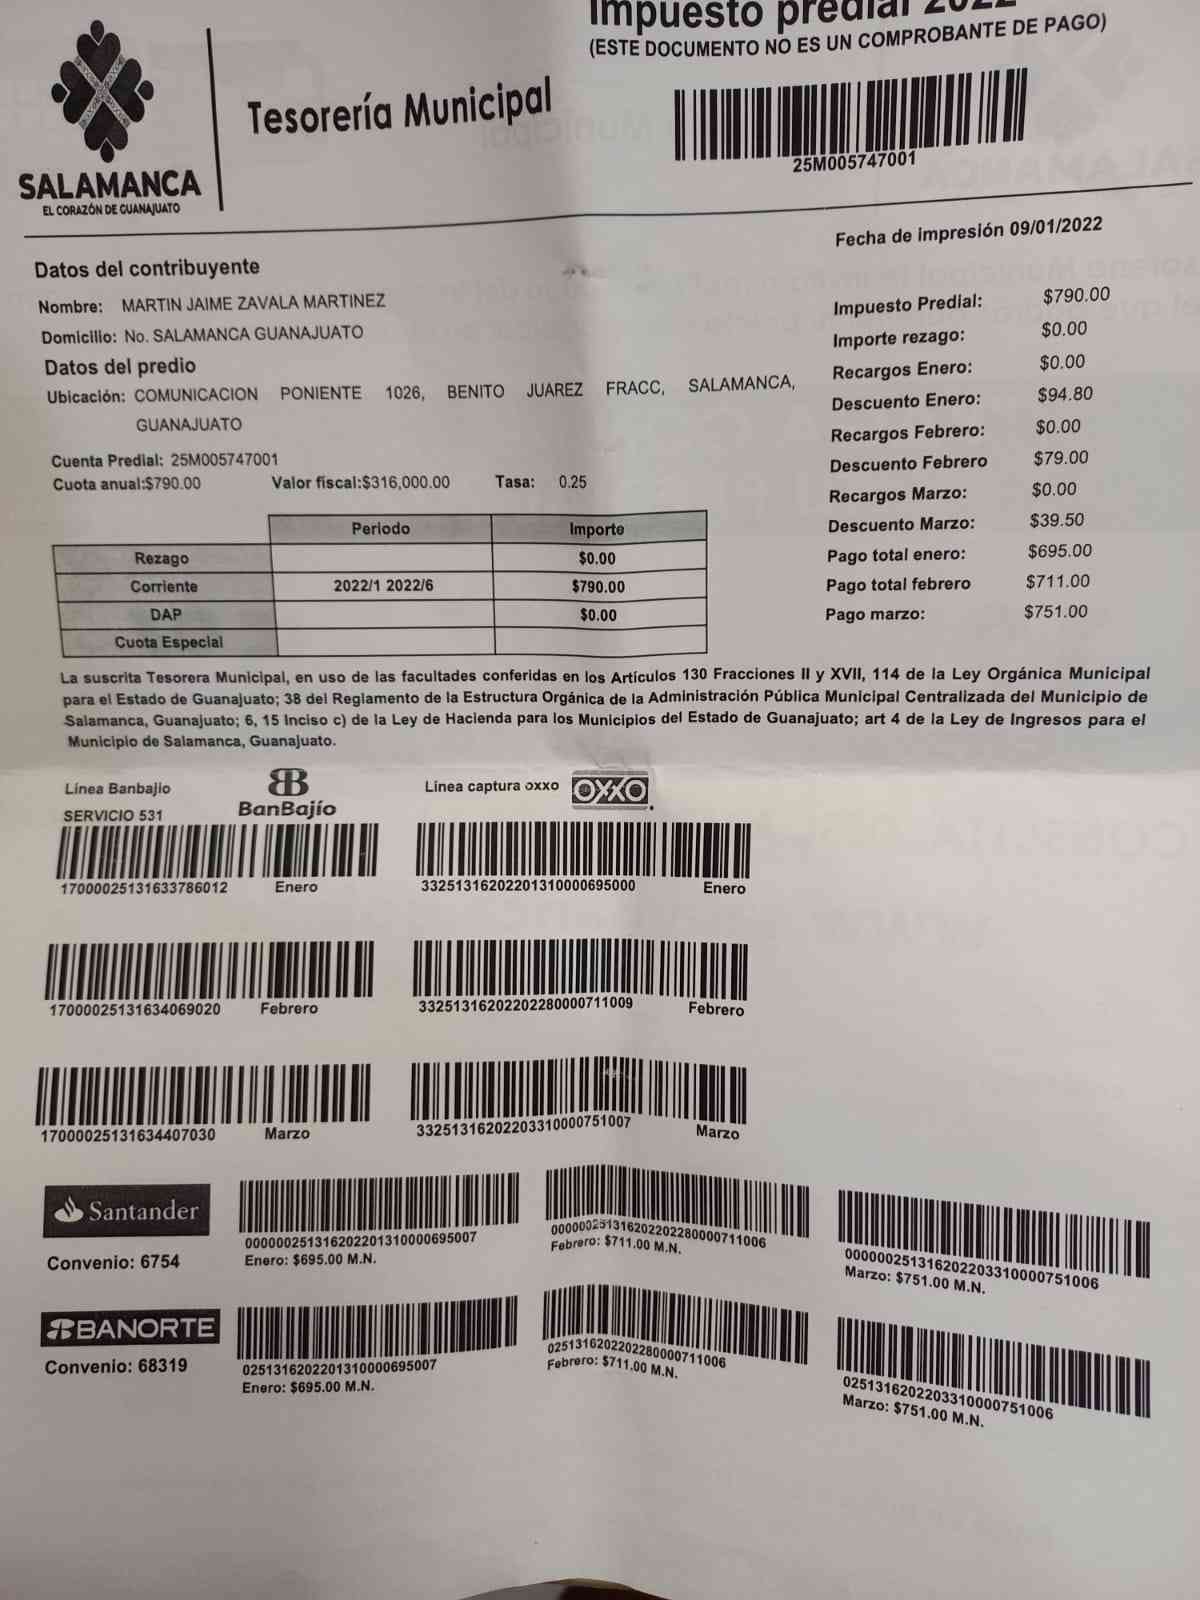 Impuesto predial 2022
(ESTE DOCUMENTO NO ES UN COMPROBANTE DE PAGO)
Tesorería Municipal
25M005747001
SALAMANCA
EL CORAZÓN DE GUANAJUATO
Fecha de impresión 09/01/2022
Datos del contribuyente
Nombre: MARTIN JAIME ZAVALA MARTINEZ
Domicilio: No. SALAMANCA GUANAJUATO
Datos del predio
Ubicación: COMUNICACION PONIENTE 1026, BENITO JUAREZ FRACC, SALAMANCA,
GUANAJUATO
Cuenta Predial: 25M005747001
Cuota anual:$790.00 Valor fiscal:$316,000.00 Tasa: 0.25
Impuesto Predial: $790.00
Importe rezago: $0.00
Recargos Enero: $0.00
Descuento Enero: $94.80
Recargos Febrero: $0.00
Descuento Febrero $79.00
Recargos Marzo: $0.00
Descuento Marzo: $39.50
Pago total enero: $695.00
Pago total febrero $711.00
Pago marzo: $751.00
Periodo Importe
Rezago $0.00
Corriente 2022/1 2022/6 $790.00
DAP $0.00
Cuota Especial
La suscrita Tesorera Municipal, en uso de las facultades conferidas en los Artículos 130 Fracciones II y XVII, 114 de la Ley Orgánica Municipal
para el Estado de Guanajuato; 38 del Reglamento de la Estructura Orgánica de la Administración Pública Municipal Centralizada del Municipio de
Salamanca, Guanajuato; 6, 15 Inciso c) de la Ley de Hacienda para los Municipios del Estado de Guanajuato; art 4 de la Ley de Ingresos para el
Municipio de Salamanca, Guanajuato.
Línea Banbajio BanBajío Linea captura oxxo OXXO
SERVICIO 531
17000025131633786012 Enero 33251316202201310000695000 Enero
17000025131634069020 Febrero 33251316202202280000711009 Febrero
17000025131634407030 Marzo 33251316202203310000751007 Marzo
Santander
Convenio: 6754
000000251316202201310000695007
Enero: $695.00 M.N.
000000251316202202280000711006
Febrero: $711.00 M.N.
000000251316202203310000751006
Marzo: $751.00 M.N.
BANORTE
Convenio: 68319
0251316202201310000695007
Enero: $695.00 M.N.
0251316202202280000711006
Febrero: $711.00 M.N.
0251316202203310000751006
Marzo: $751.00 M.N.